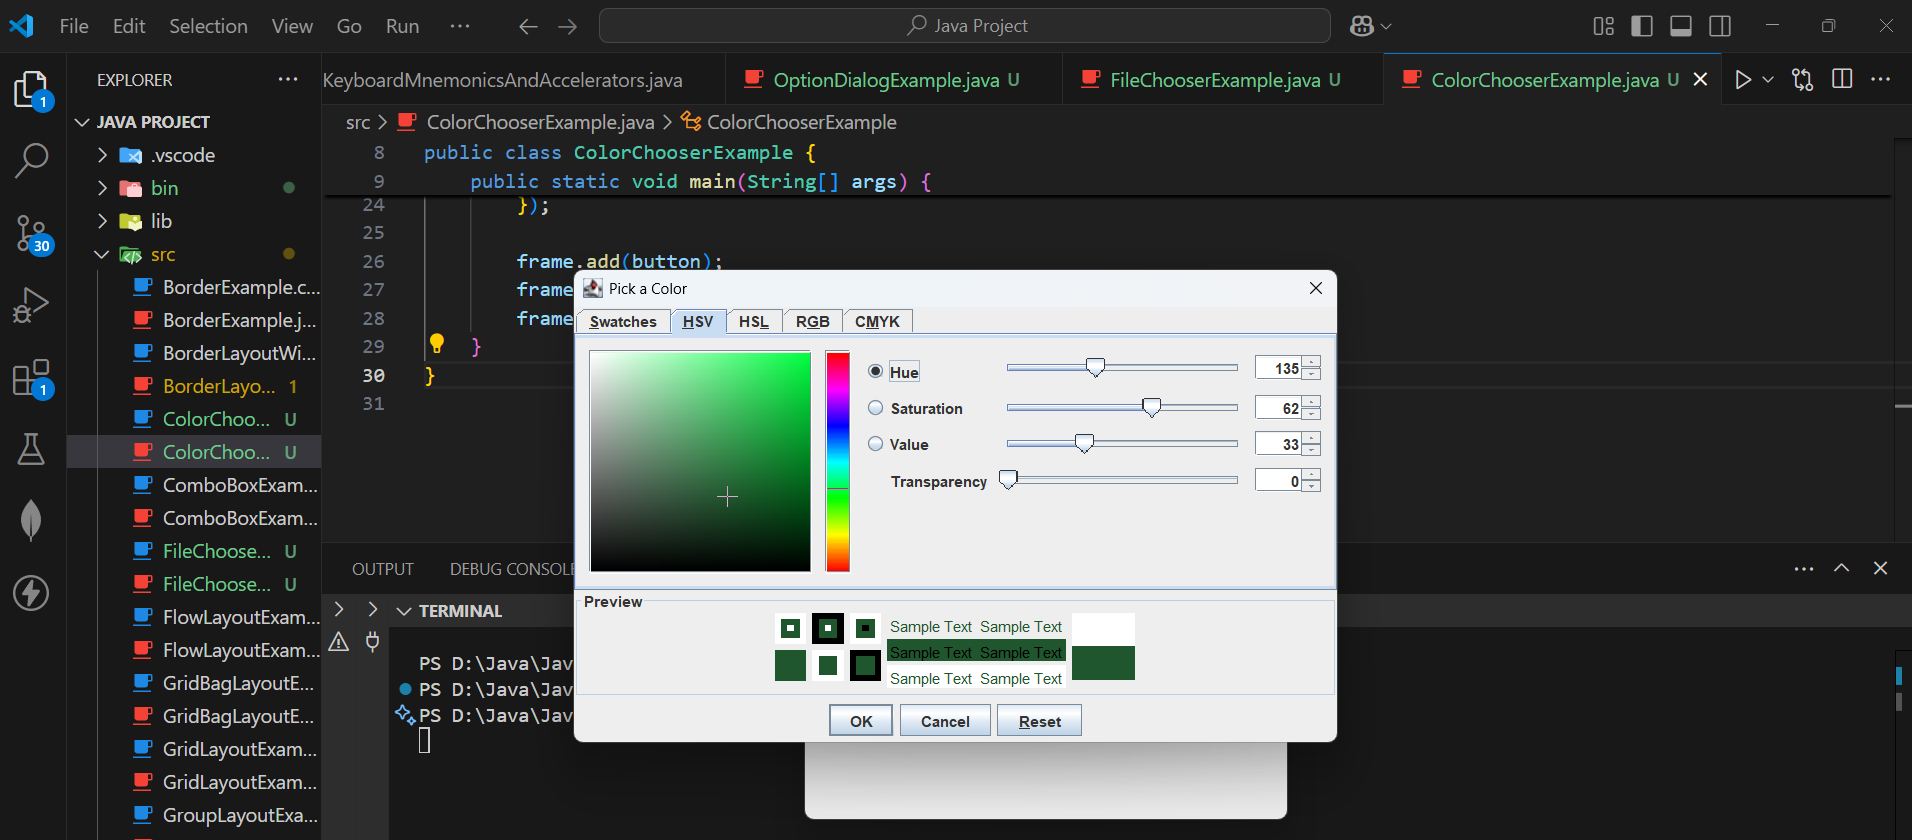 File Edit Selection View Go Run ··· Java Project
EXPLORER ···
1
JAVA PROJECT
.vscode
bin
lib
src
30
BorderExample.c...
BorderExample.j...
BorderLayoutWi...
BorderLayo... 1
1
ColorChoo... U
ColorChoo... U
ComboBoxExam...
ComboBoxExam...
FileChoose... U
FileChoose... U
FlowLayoutExam...
FlowLayoutExam...
GridBagLayoutE...
GridBagLayoutE...
GridLayoutExam...
GridLayoutExam...
GroupLayoutExa...
KeyboardMnemonicsAndAccelerators.java OptionDialogExample.java U FileChooserExample.java U ColorChooserExample.java U
src > ColorChooserExample.java > ColorChooserExample
8 public class ColorChooserExample {
9 public static void main(String[] args) {
24 });
25
26 frame.add(button);
27 frame
28 frame
29 }
30 }
31
Pick a Color
Swatches HSV HSL RGB CMYK
Hue 135
Saturation 62
Value 33
Transparency 0
Preview
Sample Text Sample Text
Sample Text Sample Text
Sample Text Sample Text
OK Cancel Reset
OUTPUT DEBUG CONSOLE
TERMINAL
PS D:\Java\Jav
PS D:\Java\Jav
PS D:\Java\Jav